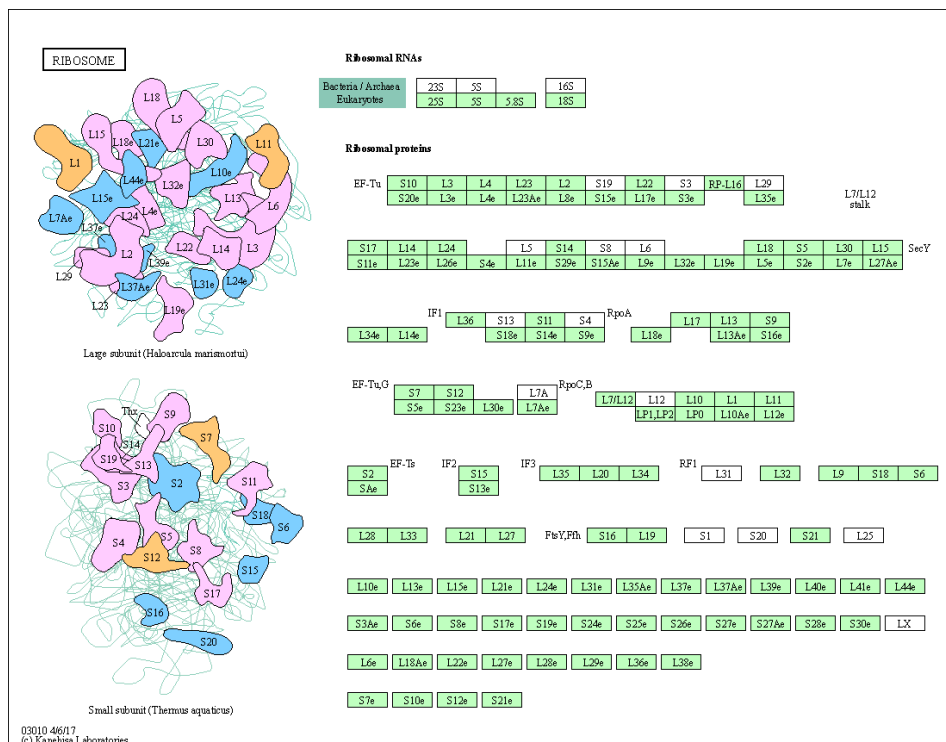 RIBOSOME
L18
L5
L15
L18e
L21e
L30
L11
L1
L44e
L10e
L32e
L15e
L13
L6
L7Ae
L24
L4e
L37e
L2
L22
L14
L3
L39e
L29
L37Ae
L31e
L24e
L23
L19e
Large subunit (Haloarcula marismortui)
Thx
S9
S10
S14
S7
S19
S13
S3
S2
S11
S18
S6
S4
S5
S8
S12
S15
S17
S16
S20
Small subunit (Thermus aquaticus)
03010 4/6/17
(c) Kanehisa Laboratories
Ribosomal RNAs
Bacteria / Archaea 23S 5S 16S
Eukaryotes 25S 5S 5.8S 18S
Ribosomal proteins
EF-Tu S10 L3 L4 L23 L2 S19 L22 S3 RP-L16 L29
S20e L3e L4e L23Ae L8e S15e L17e S3e L35e
L7/L12
stalk
S17 L14 L24 L5 S14 S8 L6 L18 S5 L30 L15 SecY
S11e L23e L26e S4e L11e S29e S15Ae L9e L32e L19e L5e S2e L7e L27Ae
IF1 L36 S13 S11 S4 RpoA L17 L13 S9
L34e L14e S18e S14e S9e L18e L13Ae S16e
EF-Tu,G S7 S12 L7A RpoC,B L7/L12 L12 L10 L1 L11
S5e S23e L30e L7Ae LP1,LP2 LP0 L10Ae L12e
S2 EF-Ts IF2 S15 IF3 L35 L20 L34 RF1 L31 L32 L9 S18 S6
SAe S13e
L28 L33 L21 L27 FtsY,Ffh S16 L19 S1 S20 S21 L25
L10e L13e L15e L21e L24e L31e L35Ae L37e L37Ae L39e L40e L41e L44e
S3Ae S6e S8e S17e S19e S24e S25e S26e S27e S27Ae S28e S30e LX
L6e L18Ae L22e L27e L28e L29e L36e L38e
S7e S10e S12e S21e